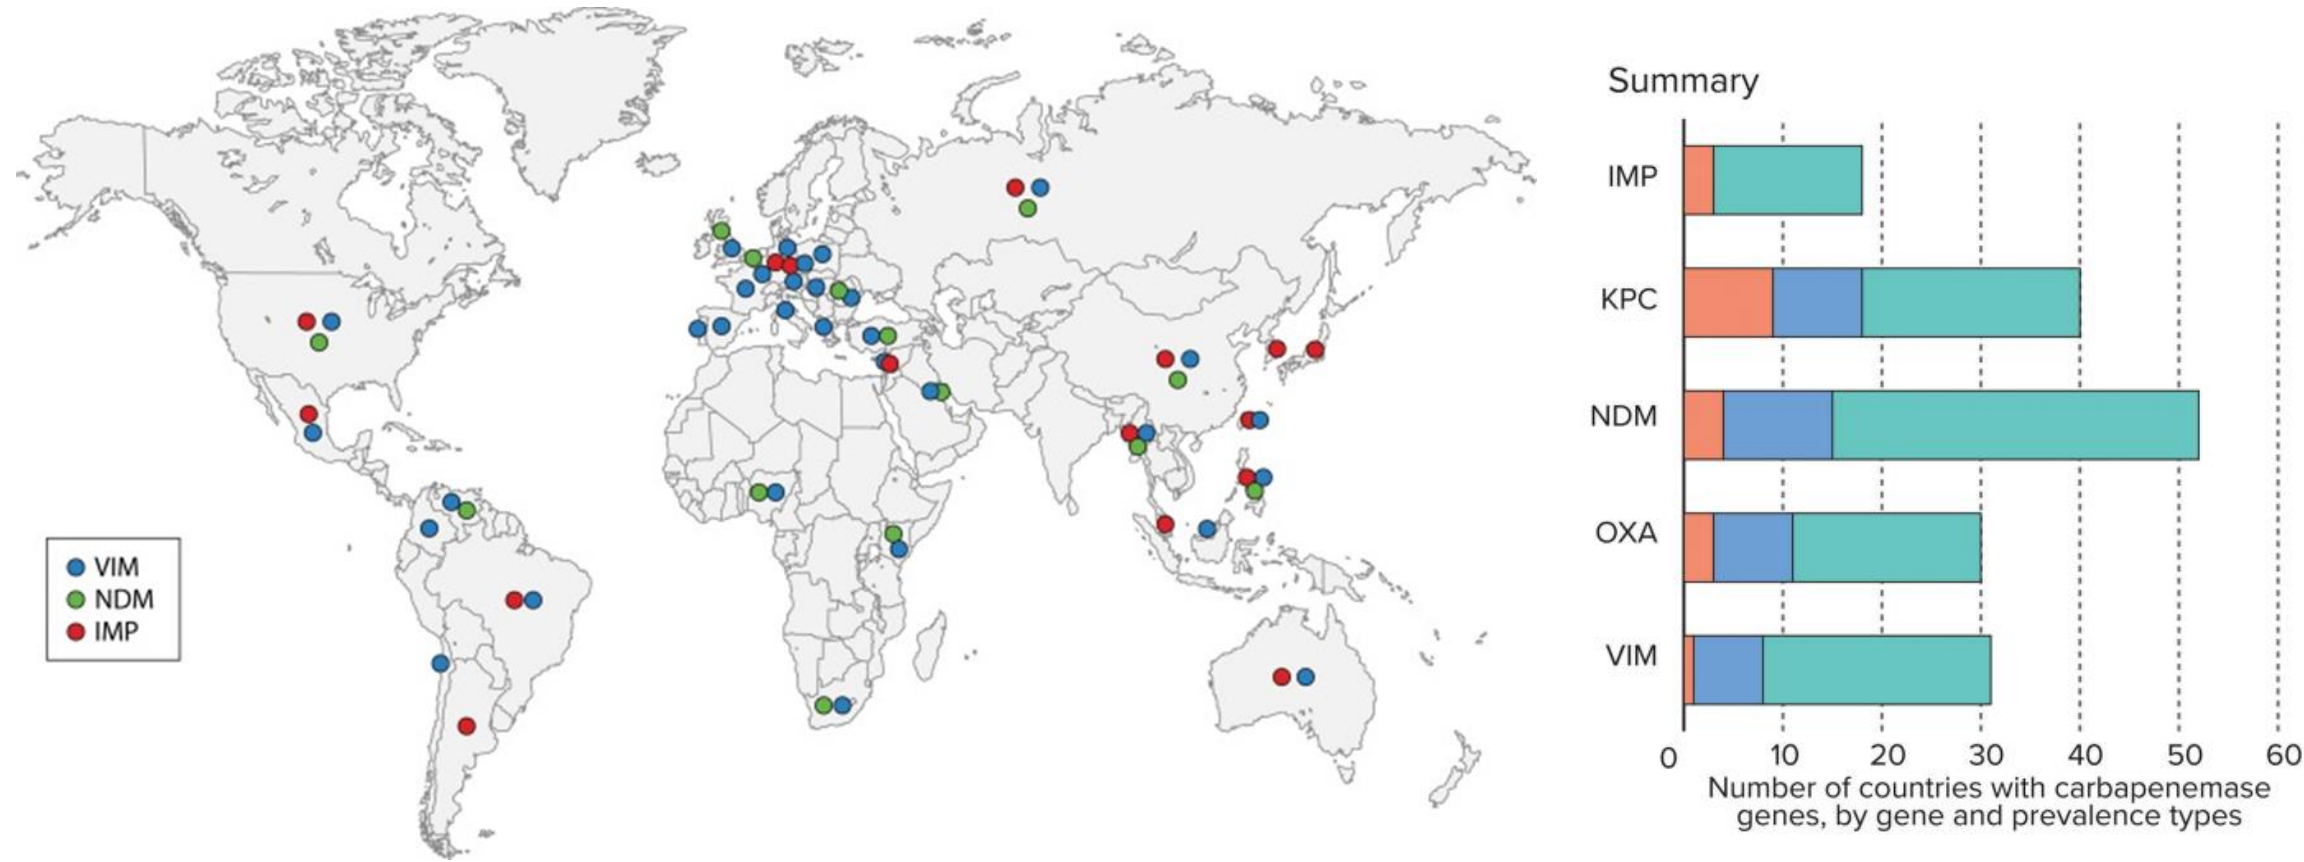 VIM
NDM
IMP
Summary
IMP
KPC
NDM
OXA
VIM
0 10 20 30 40 50 60
Number of countries with carbapenemase
genes, by gene and prevalence types